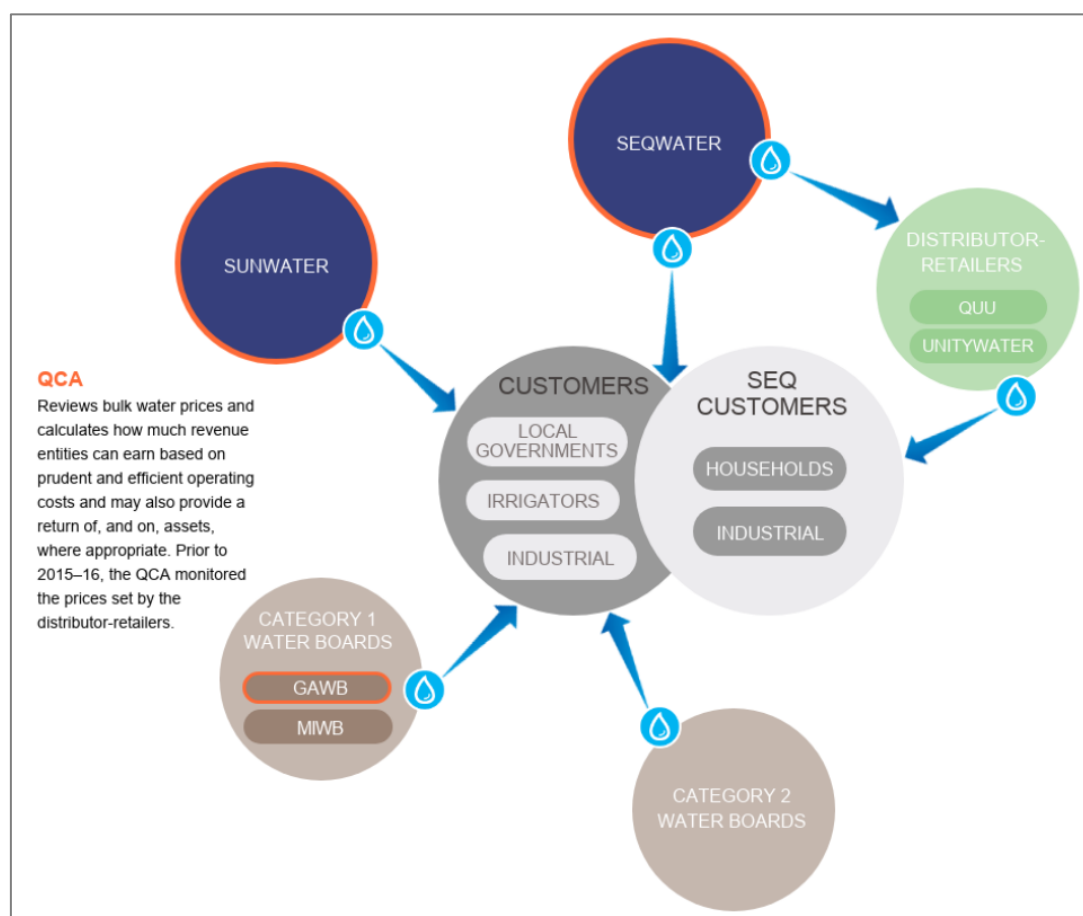 SEQWATER
SUNWATER
DISTRIBUTOR-
RETAILERS
QUU
UNITYWATER
QCA
Reviews bulk water prices and
calculates how much revenue
entities can earn based on
prudent and efficient operating
costs and may also provide a
return of, and on, assets,
where appropriate. Prior to
2015–16, the QCA monitored
the prices set by the
distributor-retailers.
CUSTOMERS
LOCAL
GOVERNMENTS
IRRIGATORS
INDUSTRIAL
SEQ
CUSTOMERS
HOUSEHOLDS
INDUSTRIAL
CATEGORY 1
WATER BOARDS
GAWB
MIWB
CATEGORY 2
WATER BOARDS